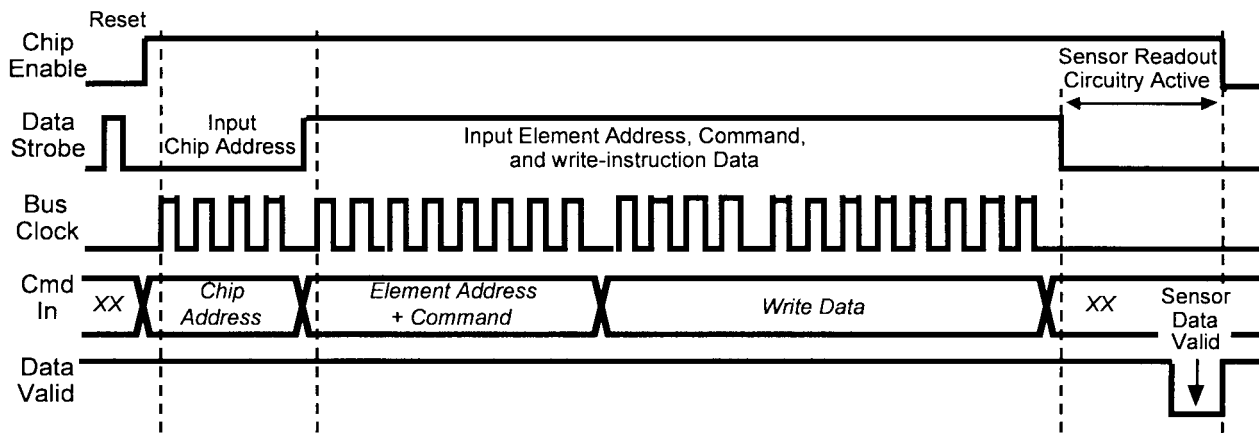 Reset
Chip
Enable
Sensor Readout
Circuitry Active
Data
Strobe
Input
Chip Address
Input Element Address, Command,
and write-instruction Data
Bus
Clock
Cmd
In
XX
Chip
Address
Element Address
+ Command
Write Data
XX
Sensor
Data
Valid
Data
Valid